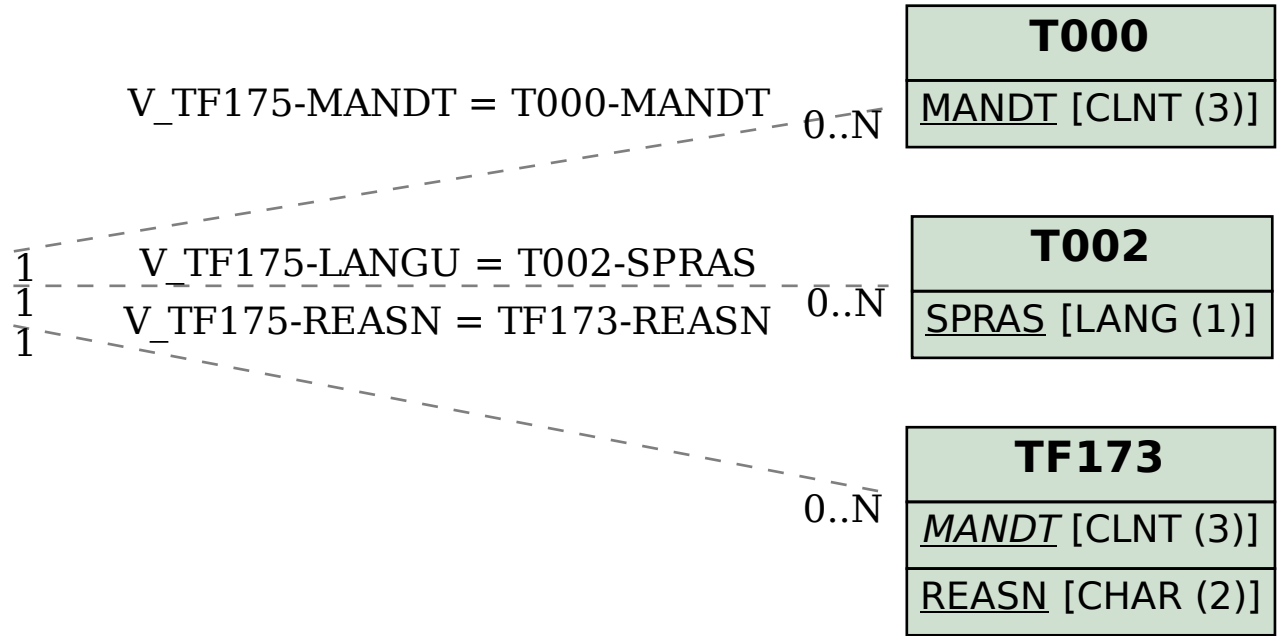 T000
MANDT [CLNT (3)]
V_TF175-MANDT = T000-MANDT
0..N
1
T002
SPRAS [LANG (1)]
V_TF175-LANGU = T002-SPRAS
0..N
1
V_TF175-REASN = TF173-REASN
1
0..N
TF173
MANDT [CLNT (3)]
REASN [CHAR (2)]